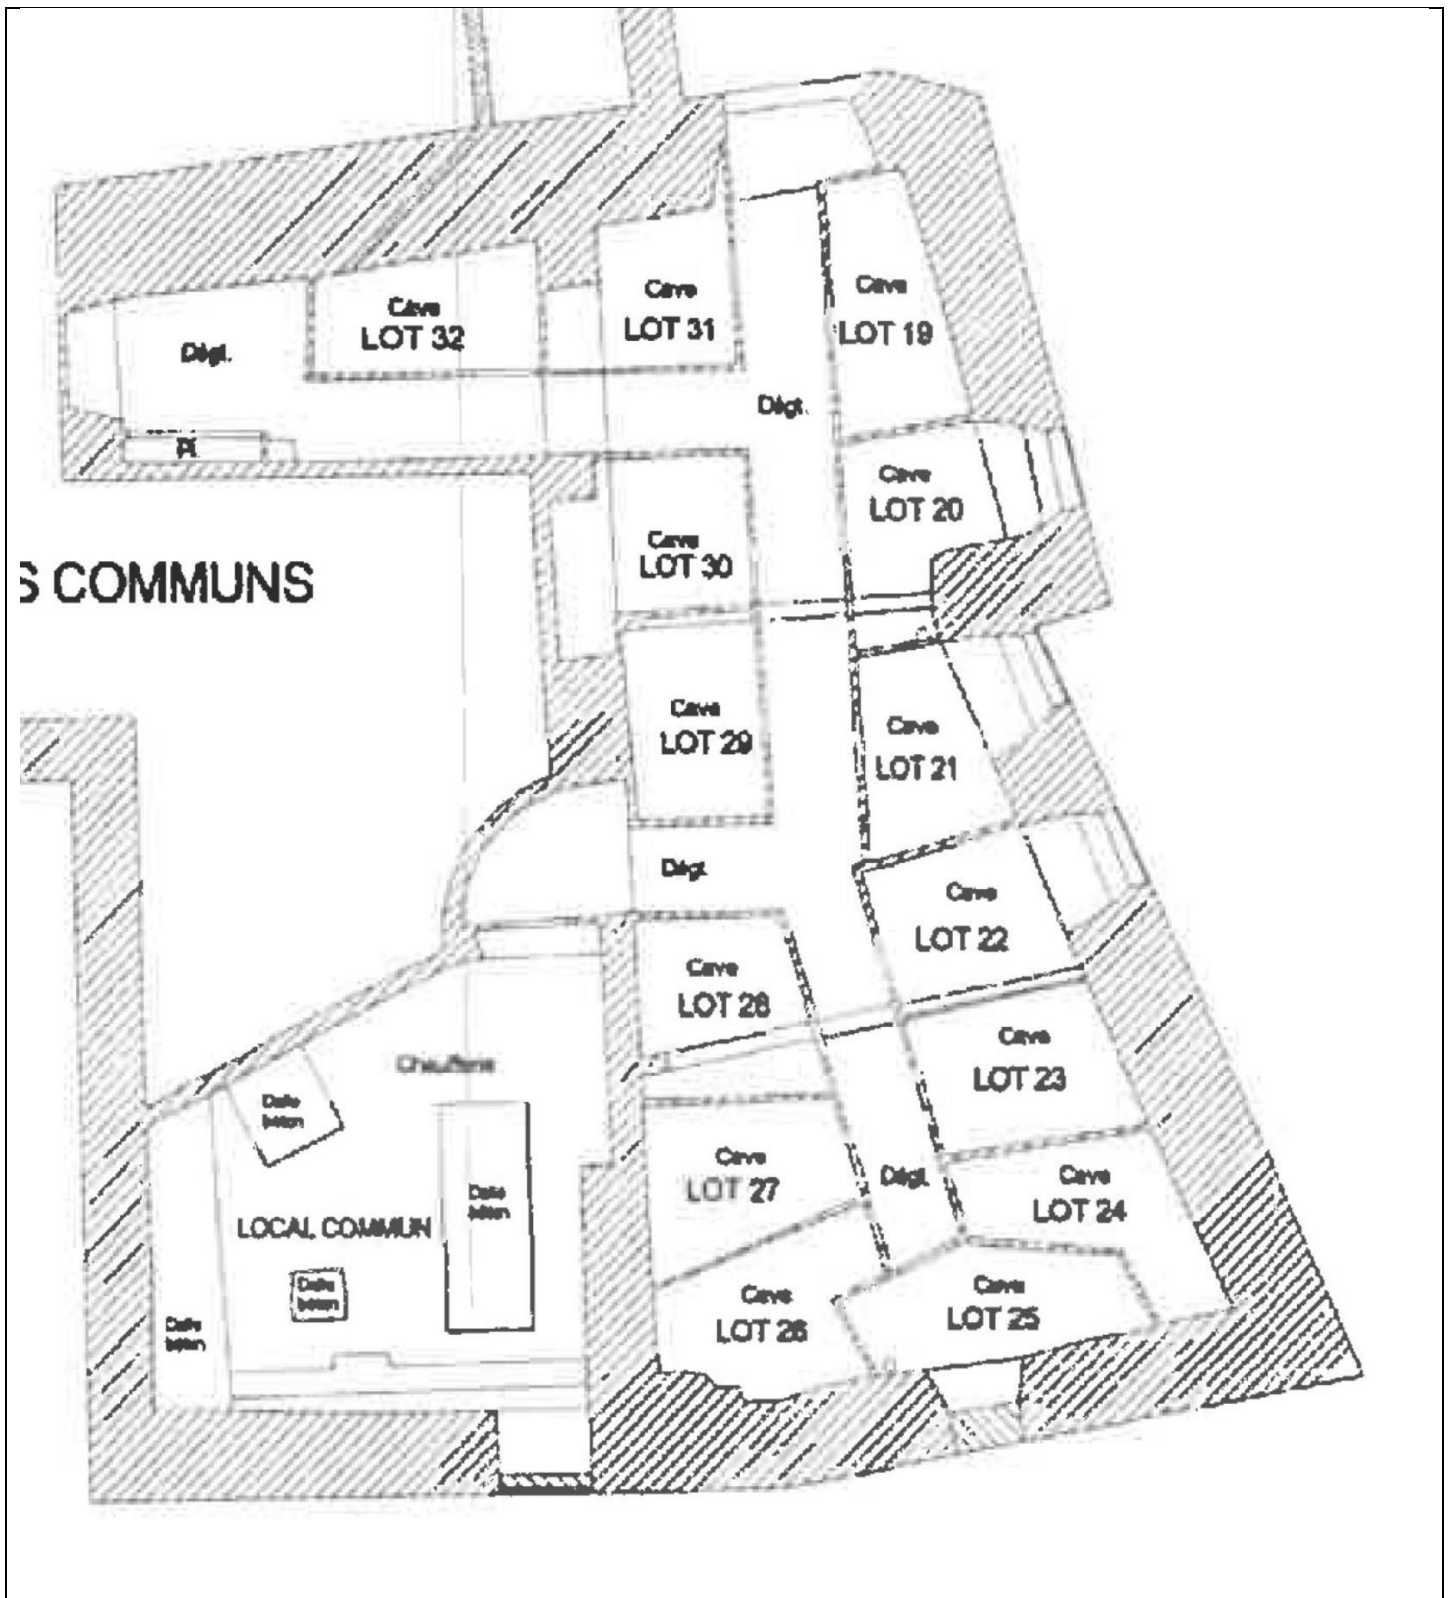 Cave
LOT 32
Cave
LOT 31
Cave
LOT 19
Dégt.
Dégt.
Pl.
Cave
LOT 20
Cave
LOT 30
S COMMUNS
Cave
LOT 29
Cave
LOT 21
Dégt
Cave
LOT 22
Cave
LOT 28
Chaufferie
Cave
LOT 23
Dalle
béton
Cave
LOT 27
Dégt.
Cave
LOT 24
Dalle
béton
LOCAL COMMUN
Dalle
béton
Cave
LOT 26
Cave
LOT 25
Dalle
béton